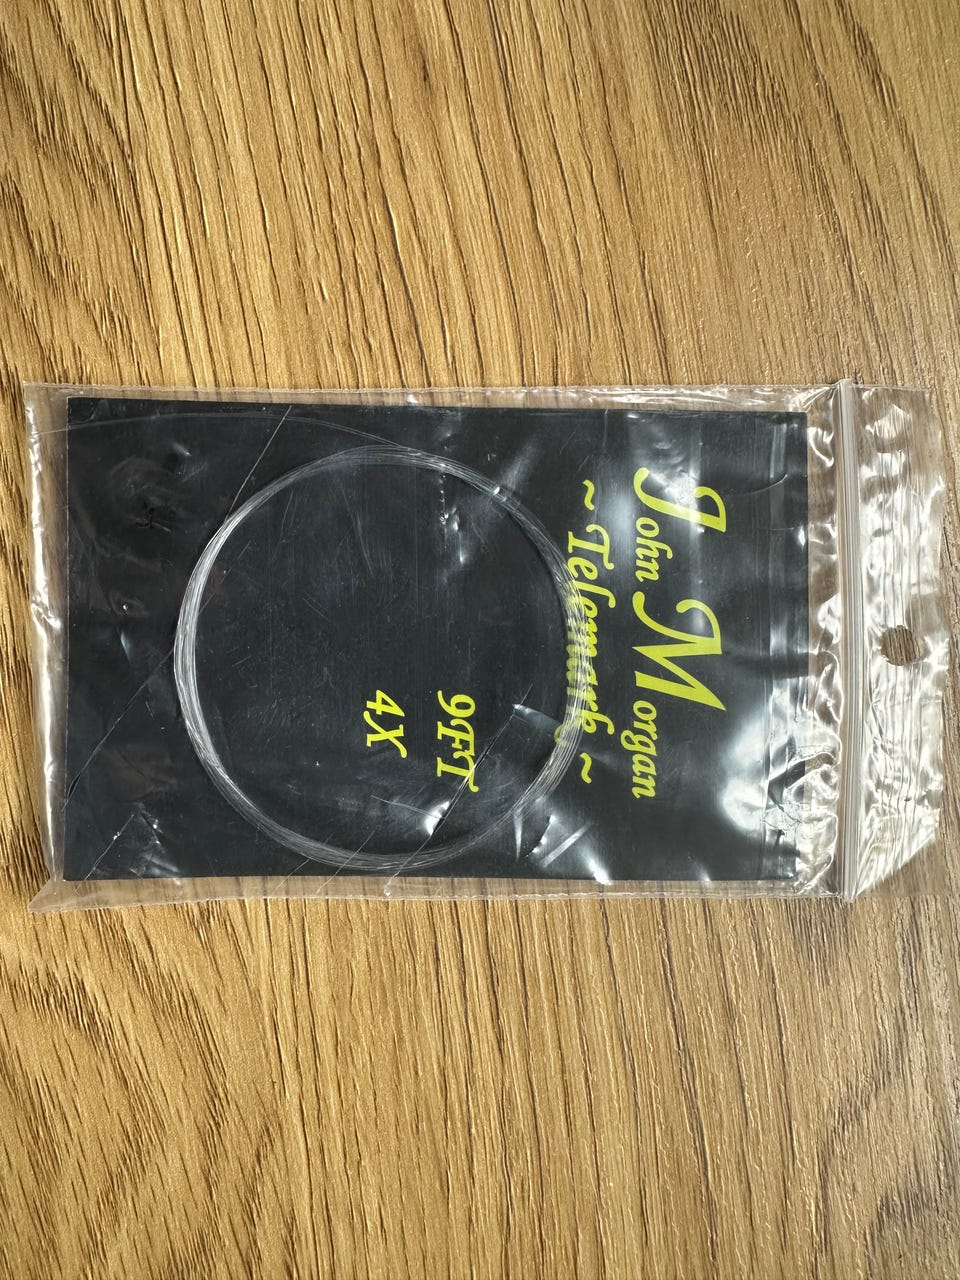 John Morgan
~ Telemark ~
9FT
4X